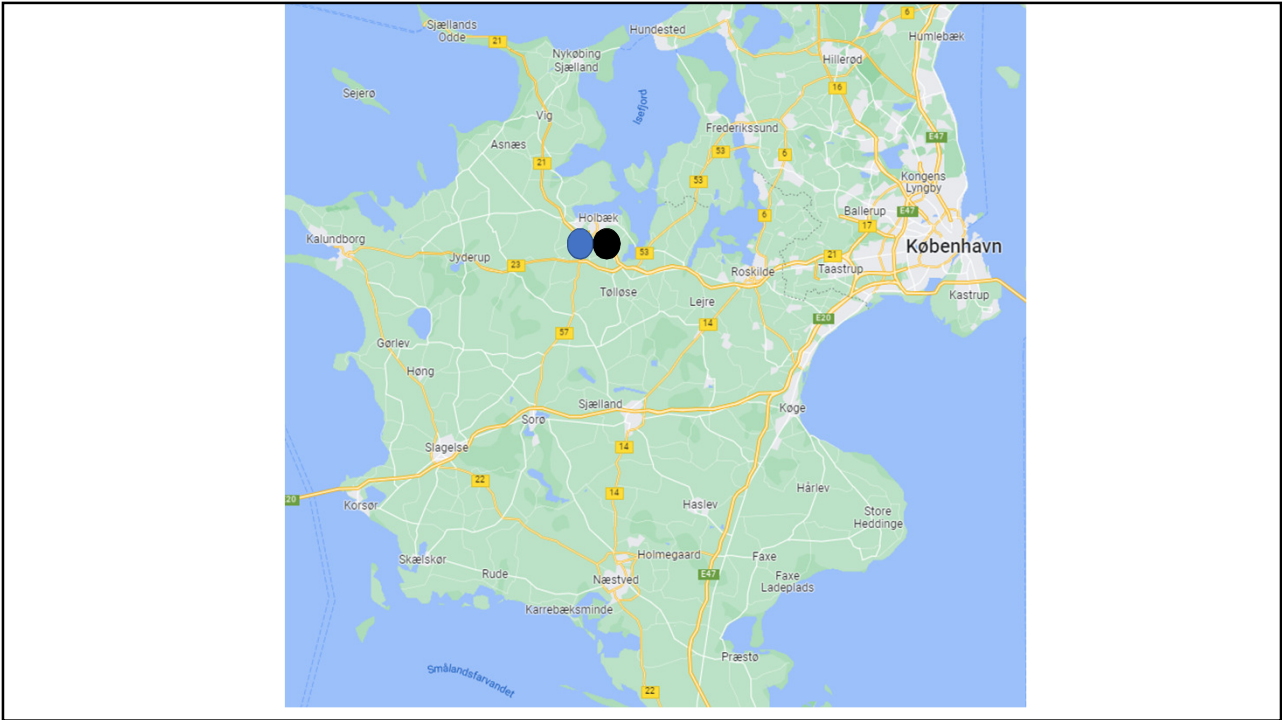 6
Sjællands
Odde
21
Hundested
Humlebæk
Nykøbing
Sjælland
Hillerød
16
Sejerø
Isefjord
Vig
Frederikssund
E47
Asnæs
53
6
21
53
Kongens
Lyngby
Holbæk
6
Ballerup
E47
17
Kalundborg
København
53
Jyderup
23
21
Roskilde
Taastrup
Tølløse
Lejre
Kastrup
14
E20
57
Gørlev
Høng
Sjælland
Køge
Sorø
Slagelse
14
22
Hårlev
14
20
Korsør
Haslev
Store
Heddinge
Skælskør
Holmegaard
Faxe
Rude
Næstved
E47
Faxe
Ladeplads
Karrebæksminde
Præstø
Smålandsfarvandet
22